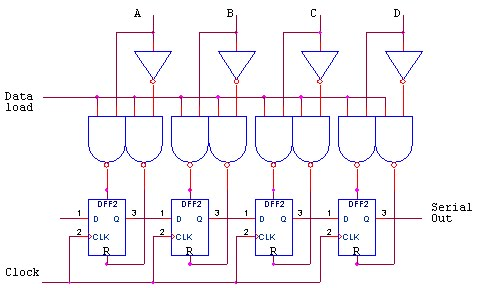 A B C D
Data
load
DFF2 DFF2 DFF2 DFF2
Serial
Out
1 D Q 3 1 D Q 3 1 D Q 3 1 D Q 3
2 CLK 2 CLK 2 CLK 2 CLK
R R R R
Clock